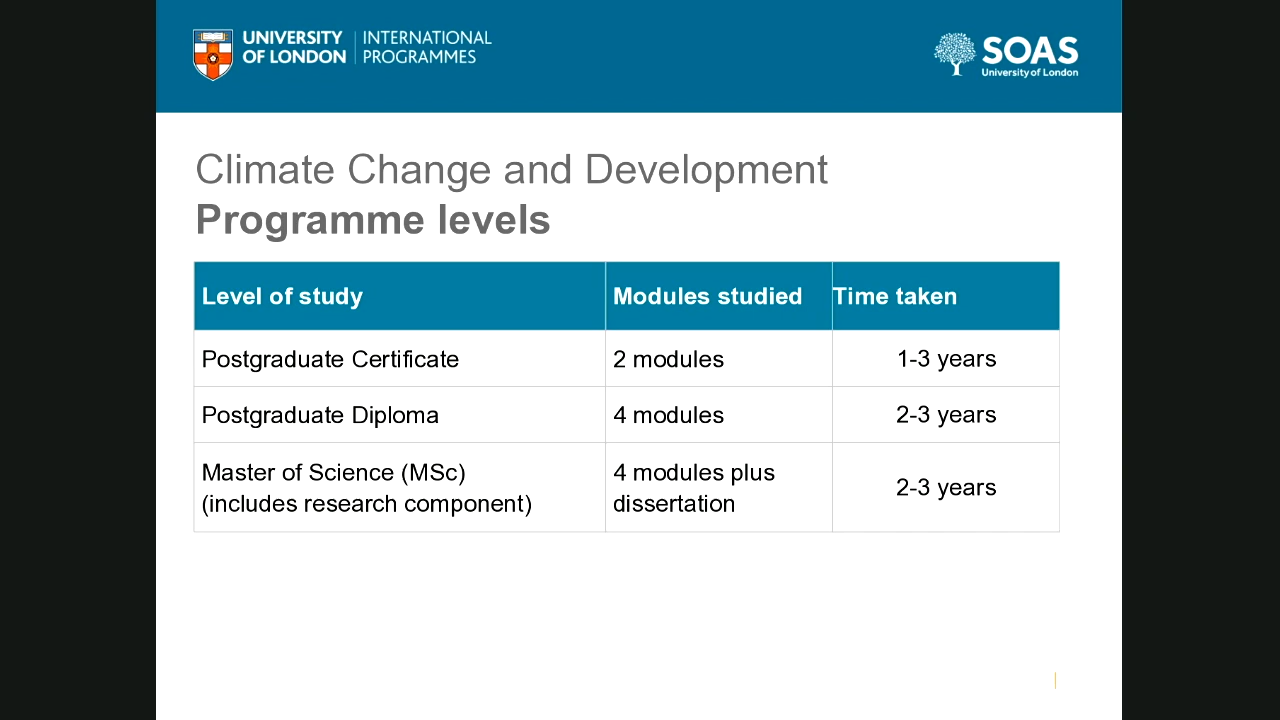 UNIVERSITY OF LONDON
INTERNATIONAL PROGRAMMES
SOAS
University of London
Climate Change and Development
Programme levels
Level of study Modules studied Time taken
Postgraduate Certificate 2 modules 1-3 years
Postgraduate Diploma 4 modules 2-3 years
Master of Science (MSc) 4 modules plus 2-3 years
(includes research component) dissertation